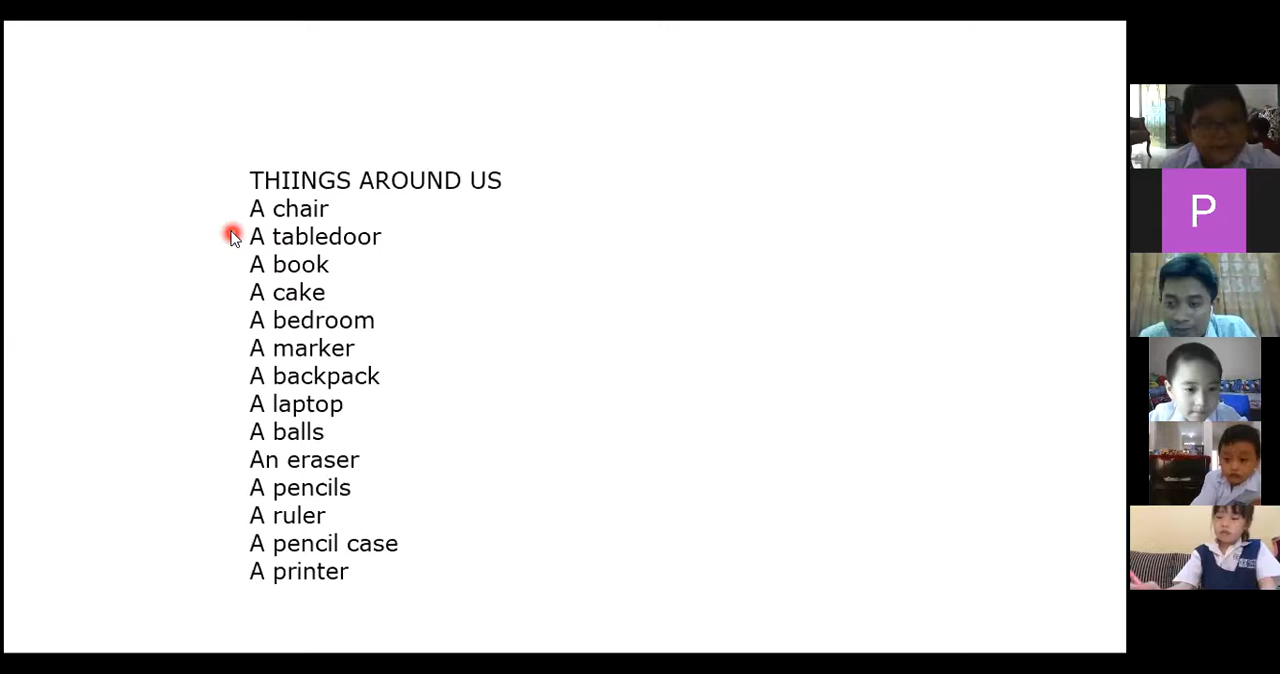 THIINGS AROUND US
A chair
A tabledoor
A book
A cake
A bedroom
A marker
A backpack
A laptop
A balls
An eraser
A pencils
A ruler
A pencil case
A printer
P